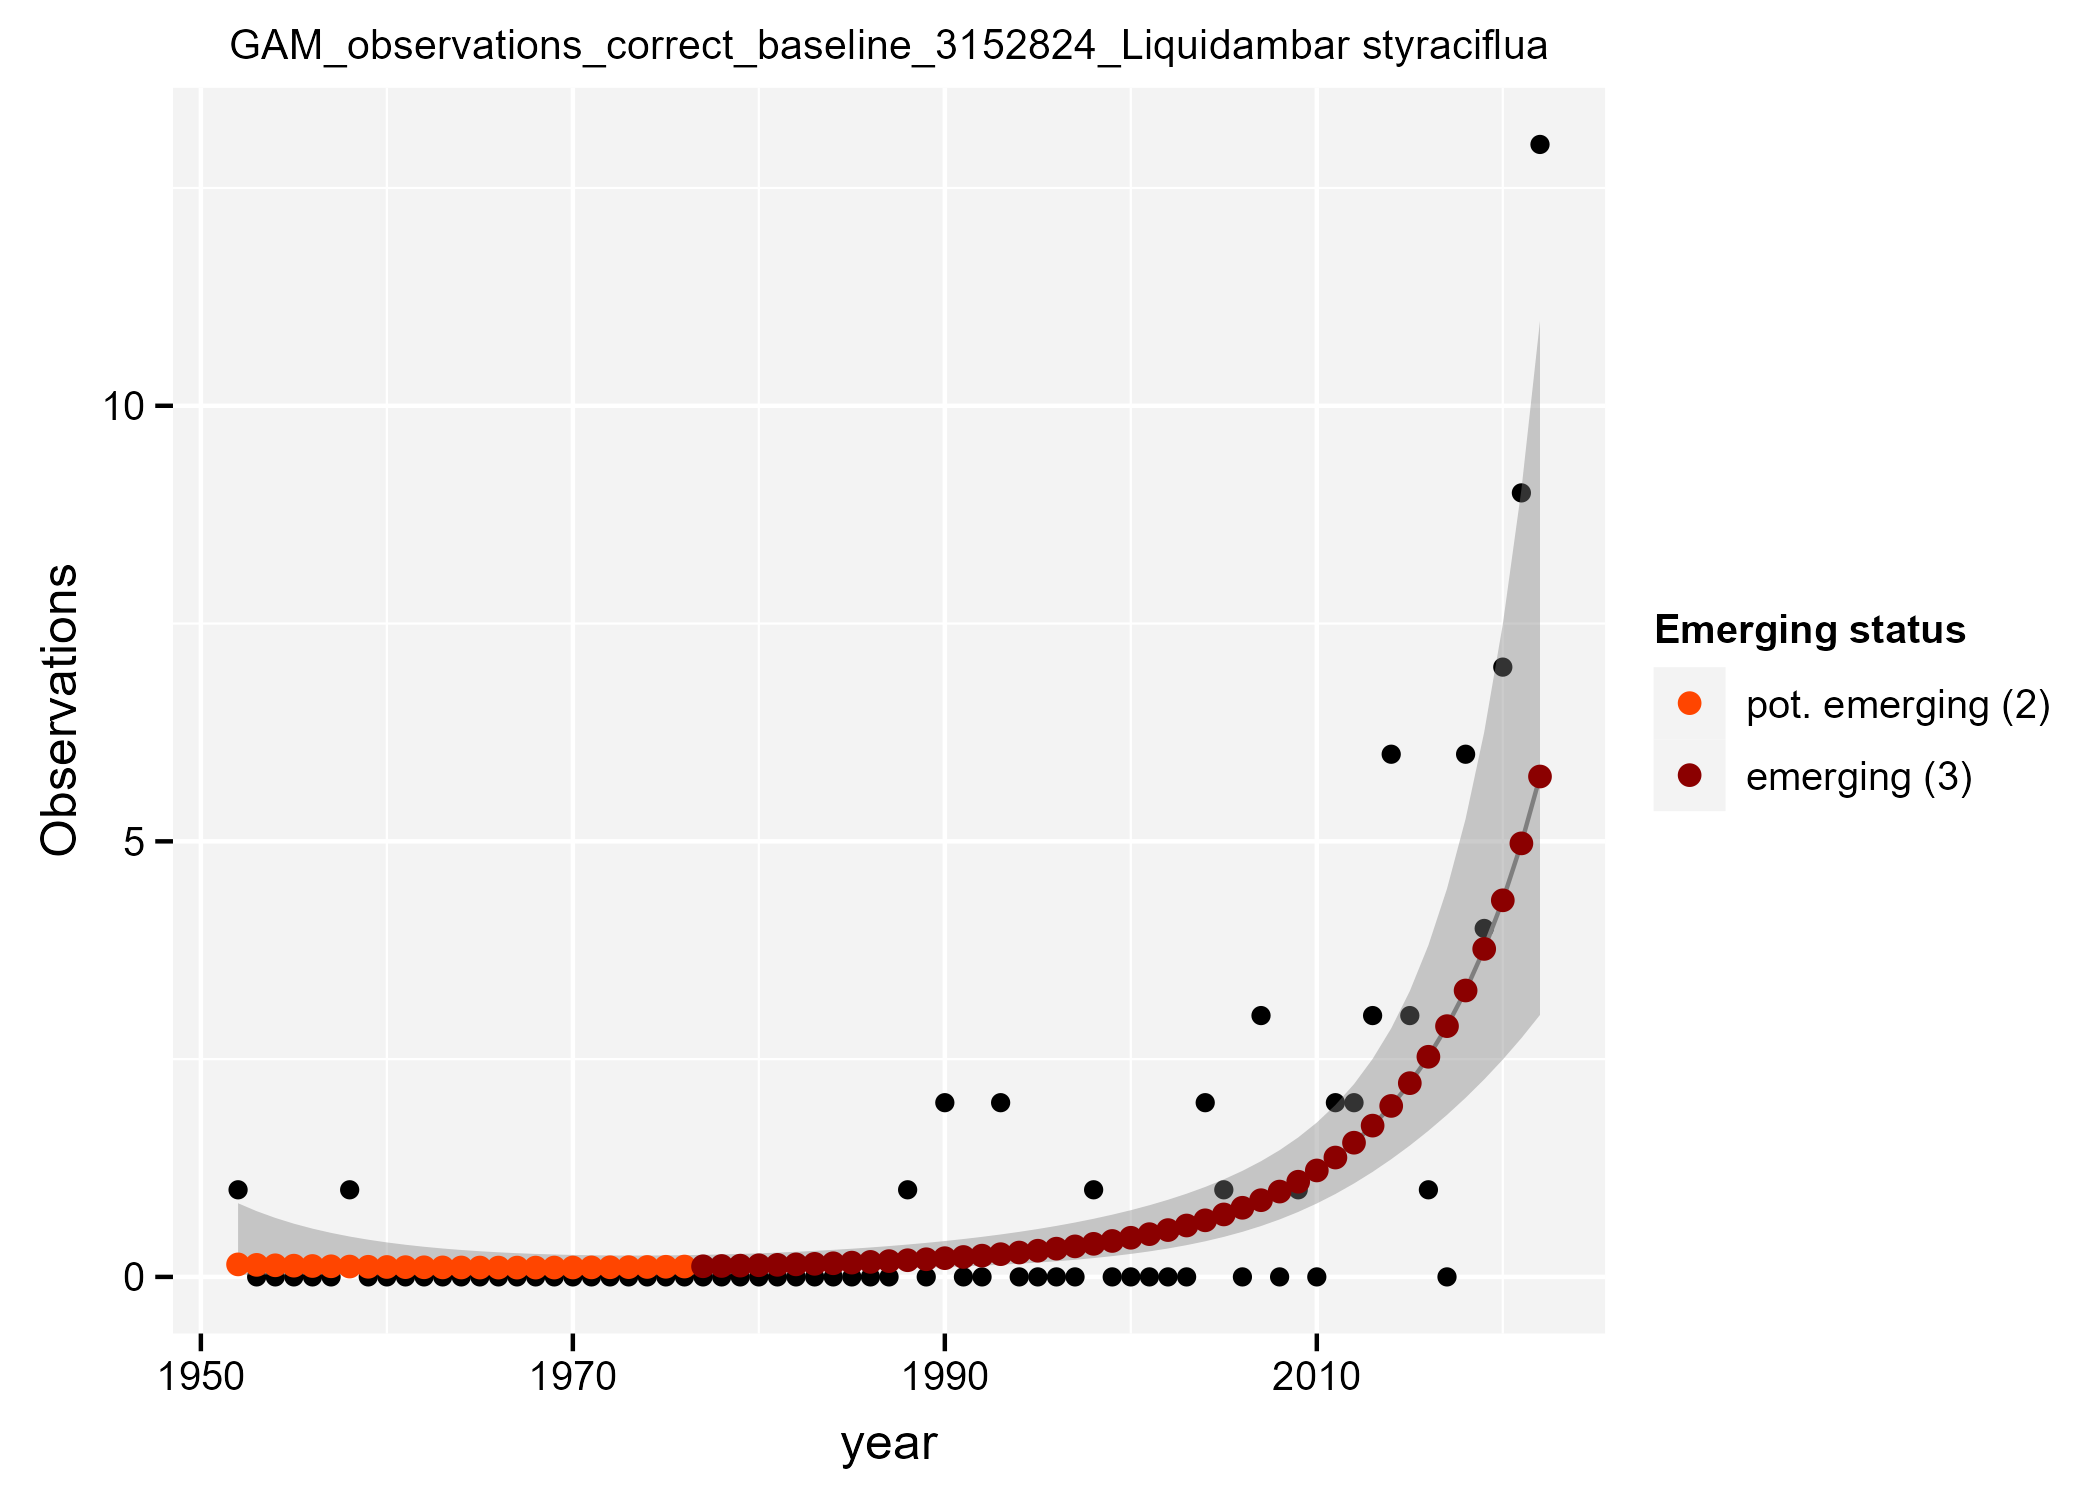 GAM_observations_correct_baseline_3152824_Liquidambar styraciflua
Observations
10
5
0
1950 1970 1990 2010
year
Emerging status
pot. emerging (2)
emerging (3)